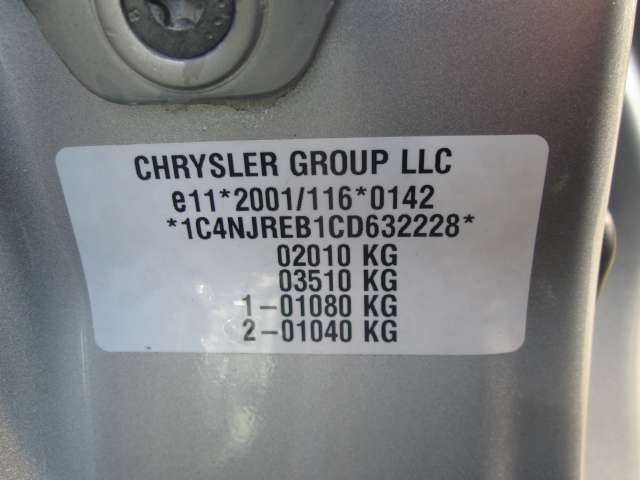 CHRYSLER GROUP LLC
e11*2001/116*0142
*1C4NJREB1CD632228*
02010 KG
03510 KG
1-01080 KG
2-01040 KG